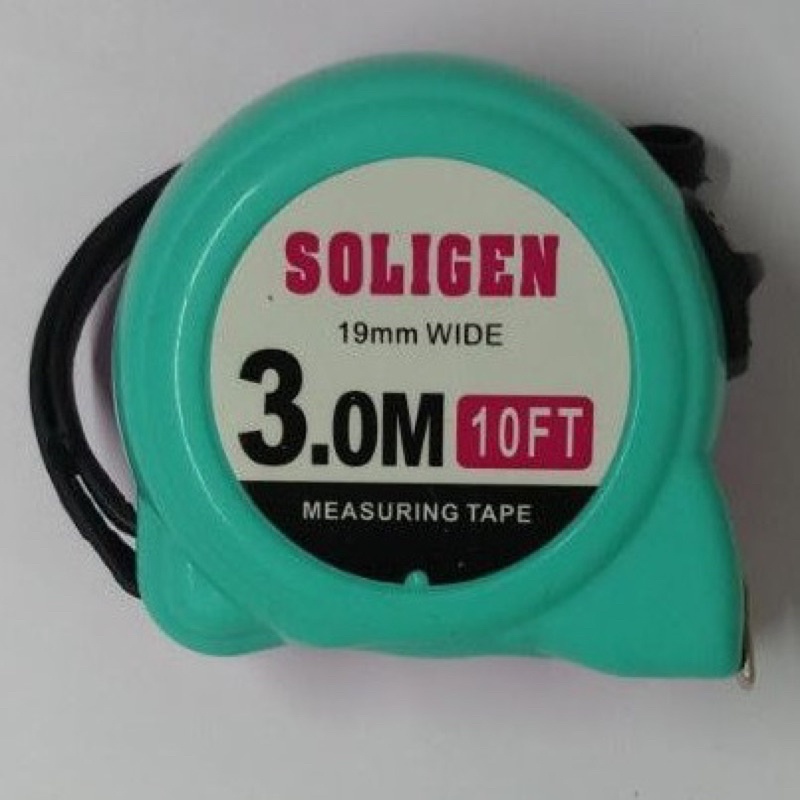 SOLIGEN
19mm WIDE
3.0M 10FT
MEASURING TAPE